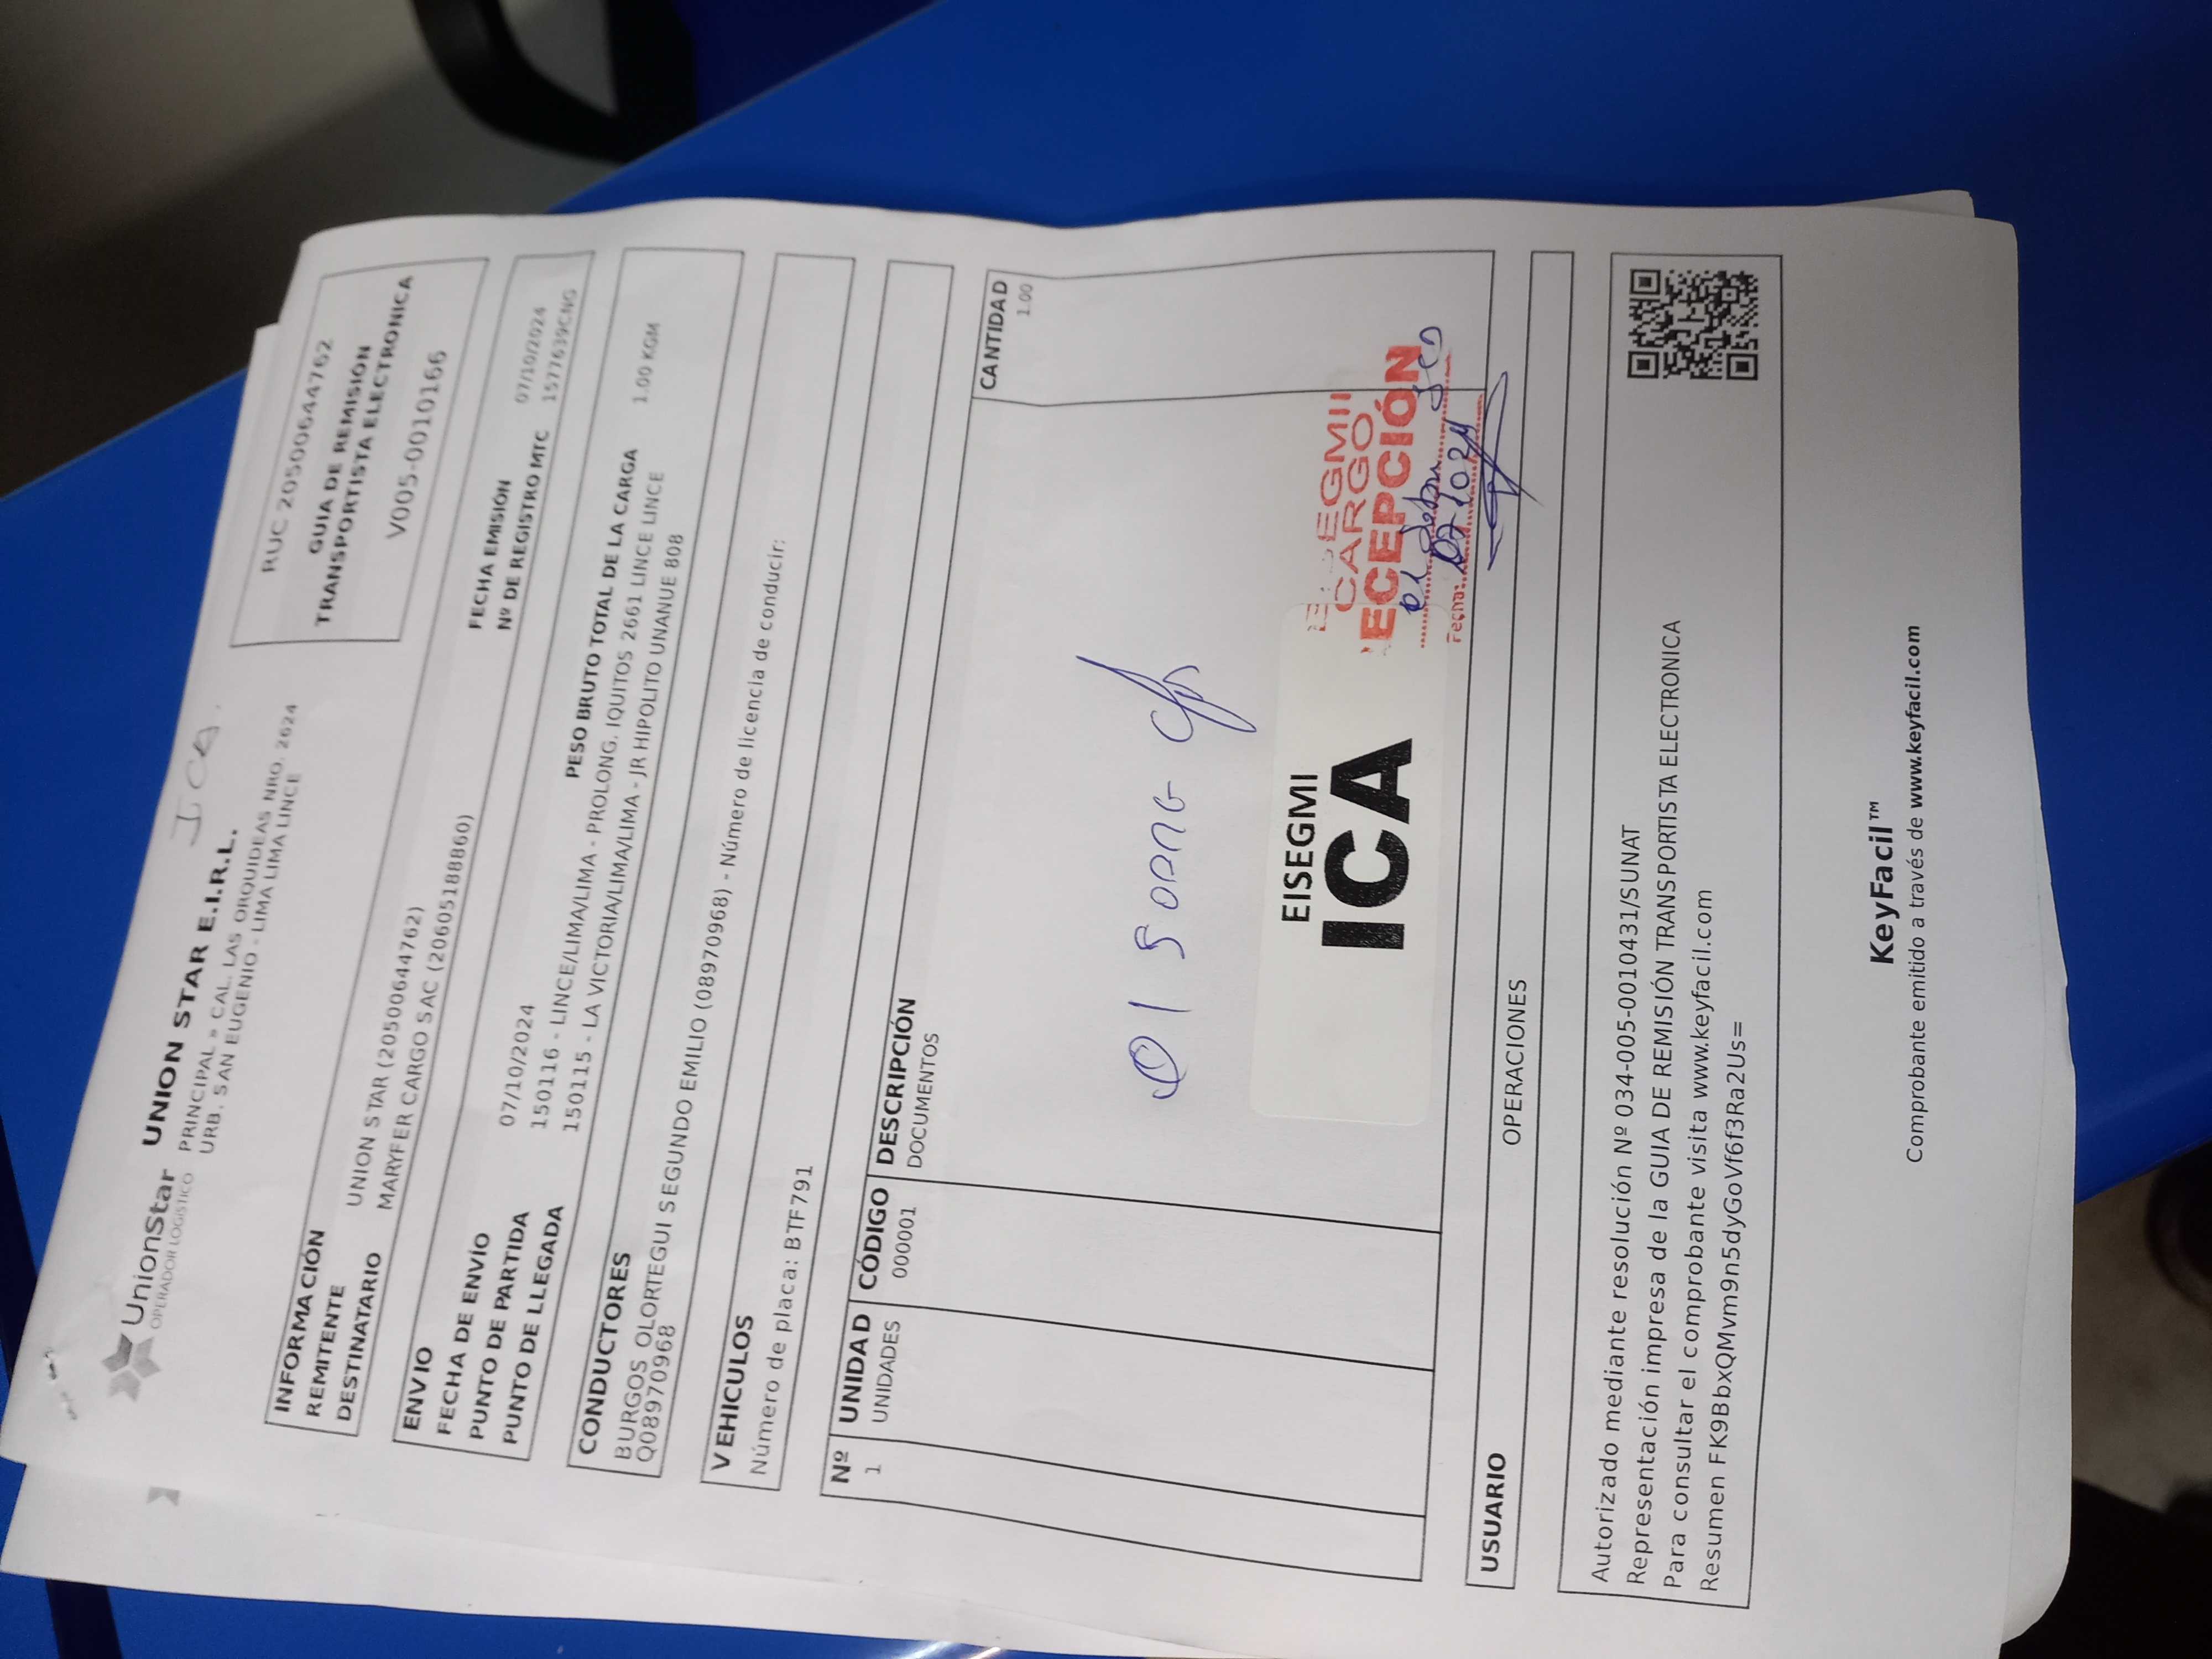 UnionStar
OPERADOR LOGÍSTICO
UNION STAR E.I.R.L.
ICA.
PRINCIPAL » CAL. LAS ORQUIDEAS NRO. 2624
URB. SAN EUGENIO - LIMA LIMA LINCE
RUC 20500644762
GUIA DE REMISIÓN
TRANSPORTISTA ELECTRONICA
V005-0010166
INFORMACIÓN
REMITENTE UNION STAR (20500644762)
DESTINATARIO MARYFER CARGO SAC (20605188860)
FECHA EMISIÓN 07/10/2024
Nº DE REGISTRO MTC 1577639CNG
ENVIO
FECHA DE ENVÍO 07/10/2024
PESO BRUTO TOTAL DE LA CARGA 1.00 KGM
PUNTO DE PARTIDA 150116 - LINCE/LIMA/LIMA - PROLONG. IQUITOS 2661 LINCE LINCE
PUNTO DE LLEGADA 150115 - LA VICTORIA/LIMA/LIMA - JR HIPOLITO UNANUE 808
CONDUCTORES
BURGOS OLORTEGUI SEGUNDO EMILIO (08970968) - Número de licencia de conducir:
Q08970968
VEHICULOS
Número de placa: BTF791
Nº UNIDAD CÓDIGO DESCRIPCIÓN CANTIDAD
1 UNIDADES 000001 DOCUMENTOS 1.00
01
EISEGMI
ICA
CARGO
ECEPCIÓN
Fecha: 07 2024
USUARIO OPERACIONES
Autorizado mediante resolución Nº 034-005-0010431/SUNAT
Representación impresa de la GUIA DE REMISIÓN TRANSPORTISTA ELECTRONICA
Para consultar el comprobante visita www.keyfacil.com
Resumen FK9BbxQMvm9n5dyGoVf6f3Ra2Us=
KeyFacil™
Comprobante emitido a través de www.keyfacil.com